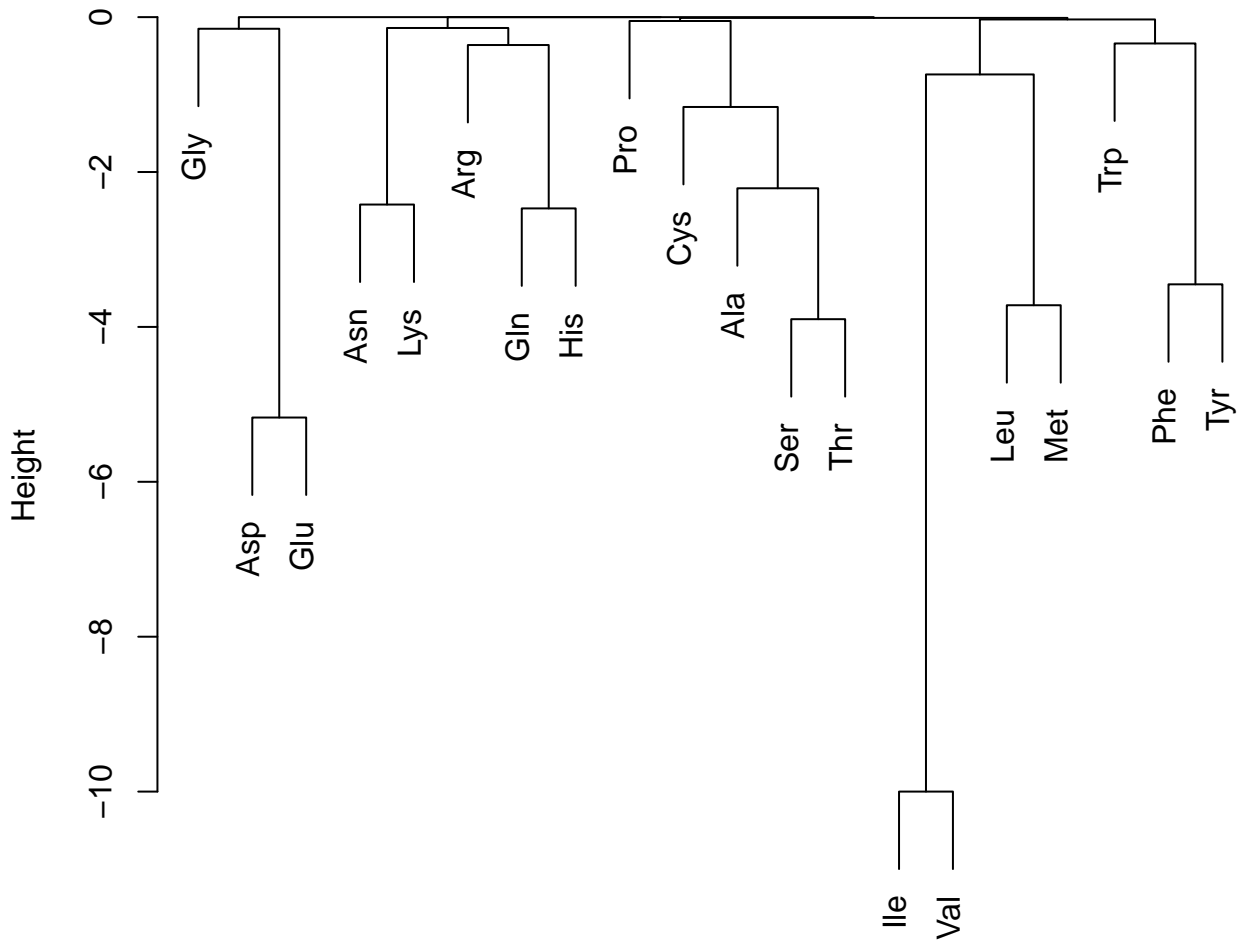 Height
0
−2
−4
−6
−8
−10
Gly
Asp
Glu
Asn
Lys
Arg
Gln
His
Pro
Cys
Ala
Ser
Thr
Ile
Val
Leu
Met
Trp
Phe
Tyr